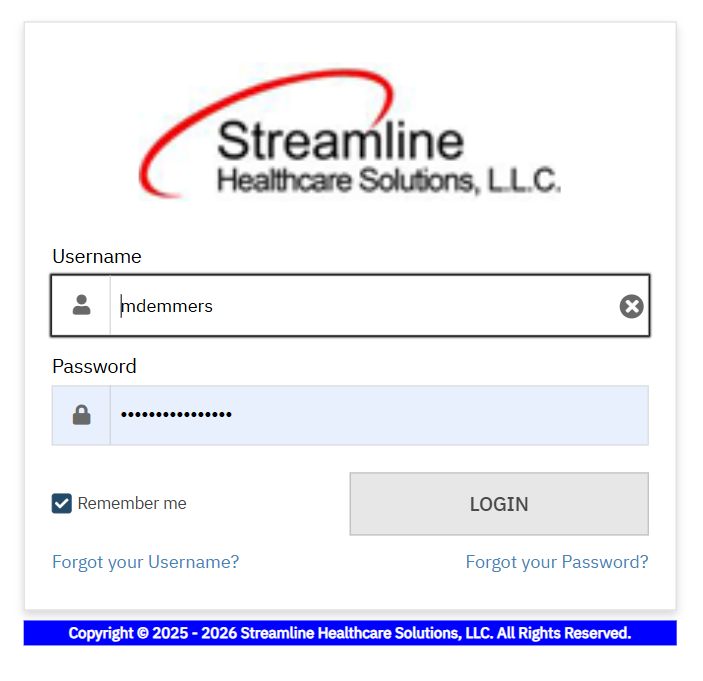 Streamline
Healthcare Solutions, L.L.C.
Username
mdemmers
Password
••••••••••••••••
Remember me
LOGIN
Forgot your Username?
Forgot your Password?
Copyright © 2025 - 2026 Streamline Healthcare Solutions, LLC. All Rights Reserved.